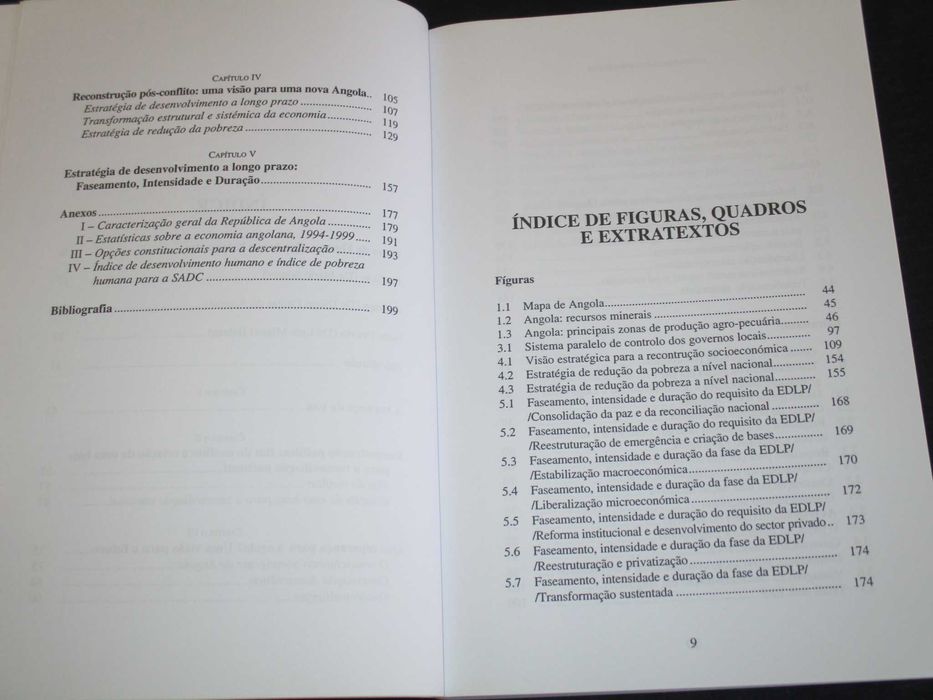 CAPÍTULO IV
Reconstrução pós-conflito: uma visão para uma nova Angola.. 105
Estratégia de desenvolvimento a longo prazo .................... 107
Transformação estrutural e sistémica da economia............ 119
Estratégia de redução da pobreza .................................... 129
CAPÍTULO V
Estratégia de desenvolvimento a longo prazo:
Faseamento, Intensidade e Duração................................ 157
Anexos ........................................................................ 177
I – Caracterização geral da República de Angola ............ 179
II – Estatísticas sobre a economia angolana, 1994-1999..... 191
III – Opções constitucionais para a descentralização ......... 193
IV – Índice de desenvolvimento humano e índice de pobreza
humana para a SADC .......................................... 197
Bibliografia .................................................................. 199
ÍNDICE DE FIGURAS, QUADROS
E EXTRATEXTOS
Figuras
1.1 Mapa de Angola.................................................... 44
1.2 Angola: recursos minerais ...................................... 45
1.3 Angola: principais zonas de produção agro-pecuária........ 46
3.1 Sistema paralelo de controlo dos governos locais............ 97
4.1 Visão estratégica para a recontrução socioeconómica ...... 109
4.2 Estratégia de redução da pobreza a nível nacional............ 154
4.3 Estratégia de redução da pobreza a nível nacional............ 155
5.1 Faseamento, intensidade e duração do requisito da EDLP/
/Consolidação da paz e da reconciliação nacional ............ 168
5.2 Faseamento, intensidade e duração do requisito da EDLP/
/Reestruturação de emergência e criação de bases............ 169
5.3 Faseamento, intensidade e duração da fase da EDLP/
/Estabilização macroeconómica................................... 170
5.4 Faseamento, intensidade e duração da fase da EDLP/
/Liberalização microeconómica ................................... 172
5.5 Faseamento, intensidade e duração do requisito da EDLP/
/Reforma institucional e desenvolvimento do sector privado.. 173
5.6 Faseamento, intensidade e duração da fase da EDLP/
/Reestruturação e privatização ................................... 174
5.7 Faseamento, intensidade e duração da fase da EDLP/
/Transformação sustentada ........................................ 174
9